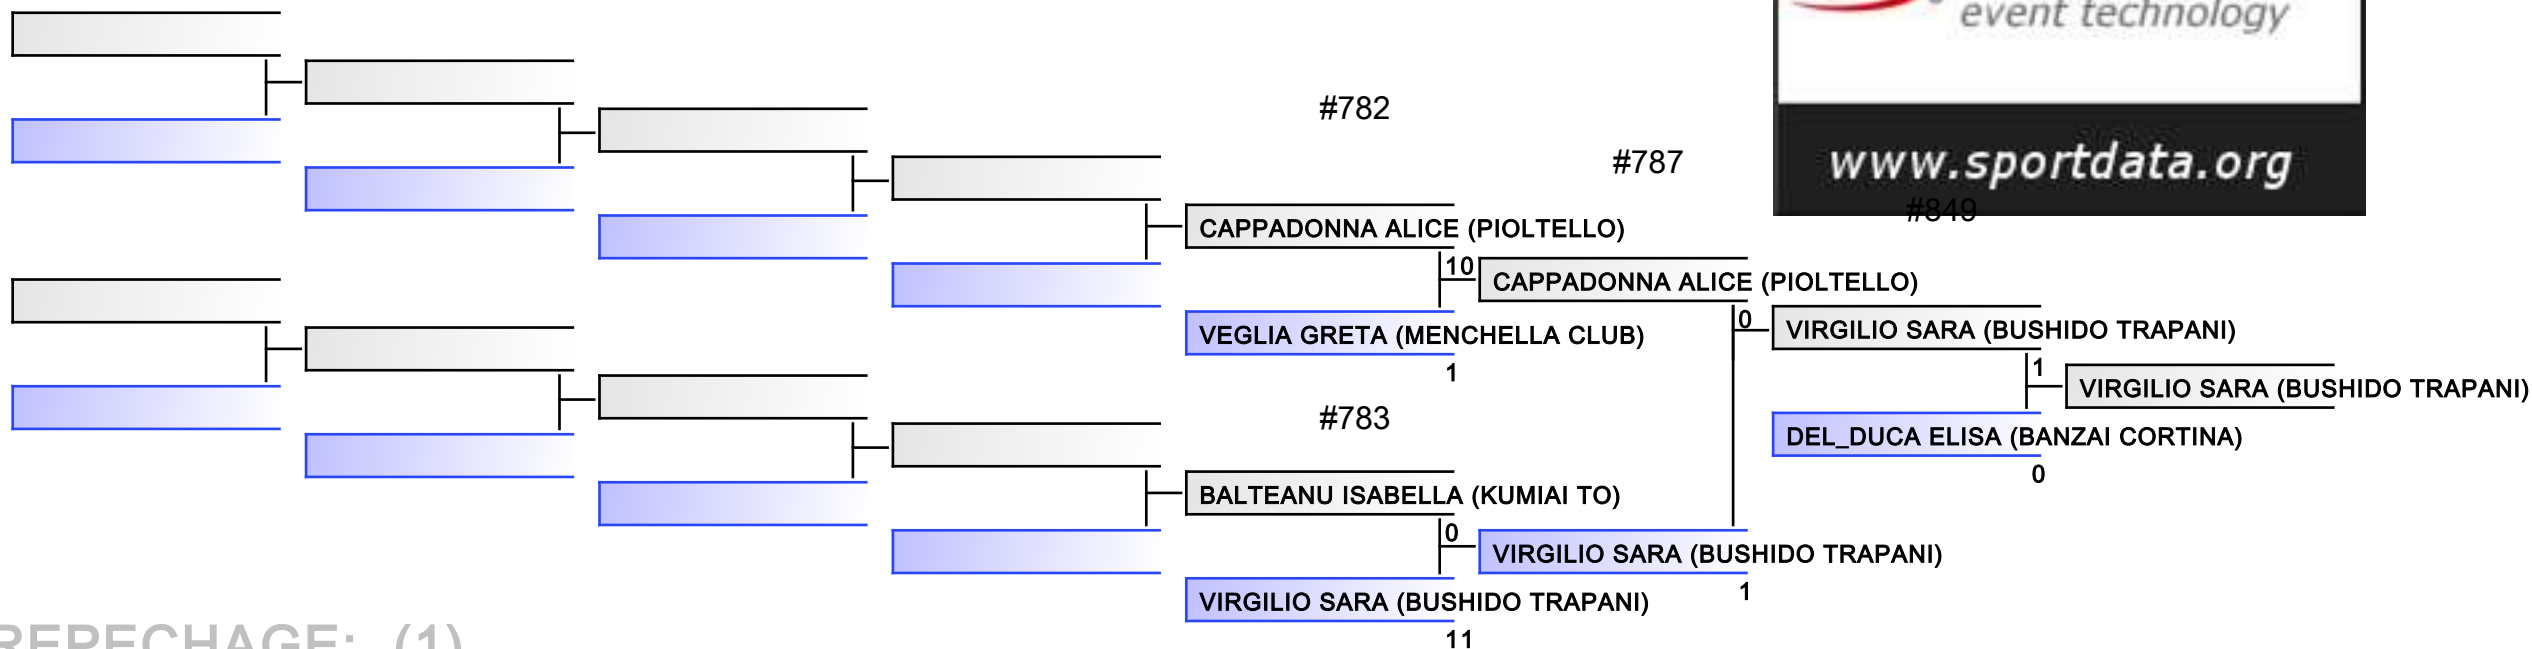 event technology
#782
#787
www.sportdata.org
#849
CAPPADONNA ALICE (PIOLTELLO)
10
CAPPADONNA ALICE (PIOLTELLO)
VEGLIA GRETA (MENCHELLA CLUB)
1
0
VIRGILIO SARA (BUSHIDO TRAPANI)
1
VIRGILIO SARA (BUSHIDO TRAPANI)
DEL_DUCA ELISA (BANZAI CORTINA)
0
#783
BALTEANU ISABELLA (KUMIAI TO)
0
VIRGILIO SARA (BUSHIDO TRAPANI)
1
VIRGILIO SARA (BUSHIDO TRAPANI)
11
REPECHAGE: (1)